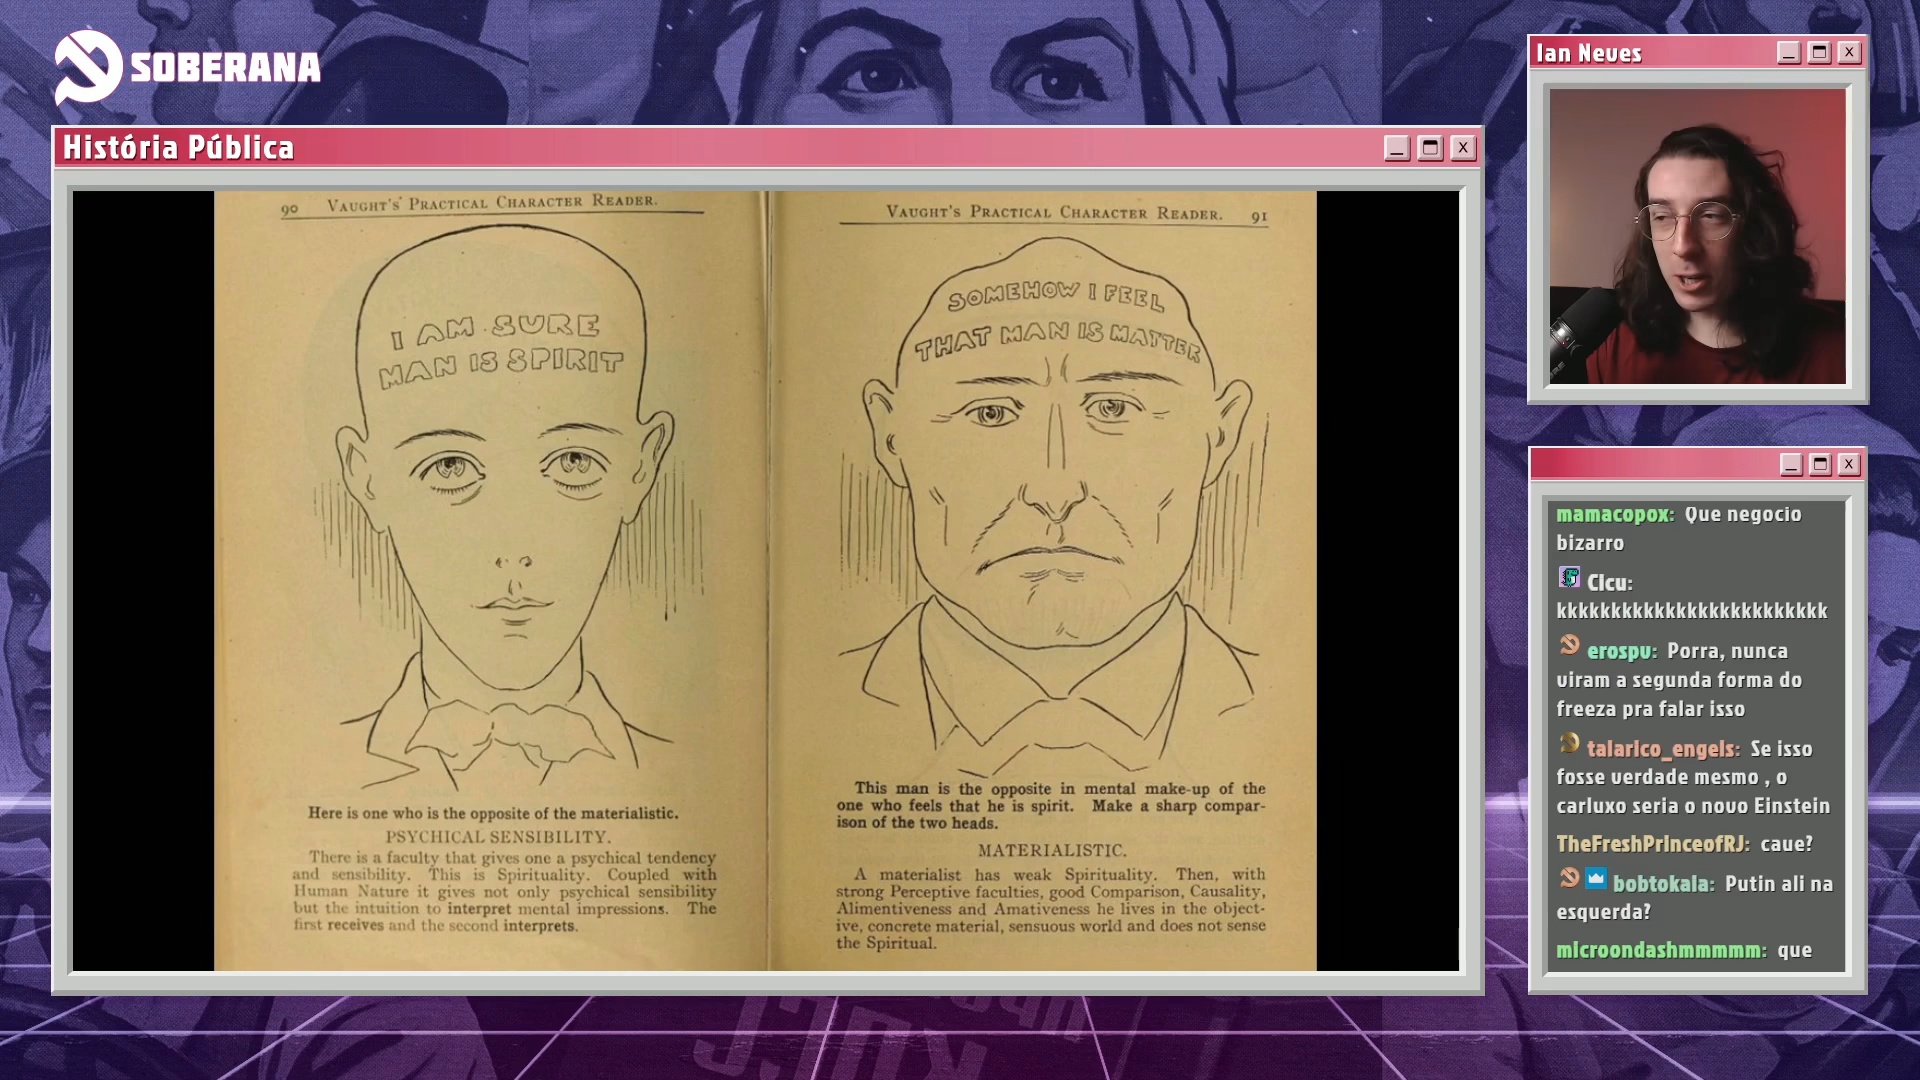 SOBERANA
História Pública
90 VAUGHT'S PRACTICAL CHARACTER READER.
I AM SURE
MAN IS SPIRIT
Here is one who is the opposite of the materialistic.
PSYCHICAL SENSIBILITY.
There is a faculty that gives one a psychical tendency
and sensibility. This is Spirituality. Coupled with
Human Nature it gives not only psychical sensibility
but the intuition to interpret mental impressions. The
first receives and the second interprets.
VAUGHT'S PRACTICAL CHARACTER READER. 91
SOMEHOW I FEEL
THAT MAN IS MATTER
This man is the opposite in mental make-up of the
one who feels that he is spirit. Make a sharp compar-
ison of the two heads.
MATERIALISTIC.
A materialist has weak Spirituality. Then, with
strong Perceptive faculties, good Comparison, Causality,
Alimentiveness and Amativeness he lives in the object-
ive, concrete material, sensuous world and does not sense
the Spiritual.
Ian Neves
mamacopox: Que negocio
bizarro
Clcu:
kkkkkkkkkkkkkkkkkkkkkkkkk
erospv: Porra, nunca
viram a segunda forma do
freeza pra falar isso
talarico_engels: Se isso
fosse verdade mesmo , o
carluxo seria o novo Einstein
TheFreshPrinceofRJ: caue?
bobtokala: Putin ali na
esquerda?
microondashmmmmm: que